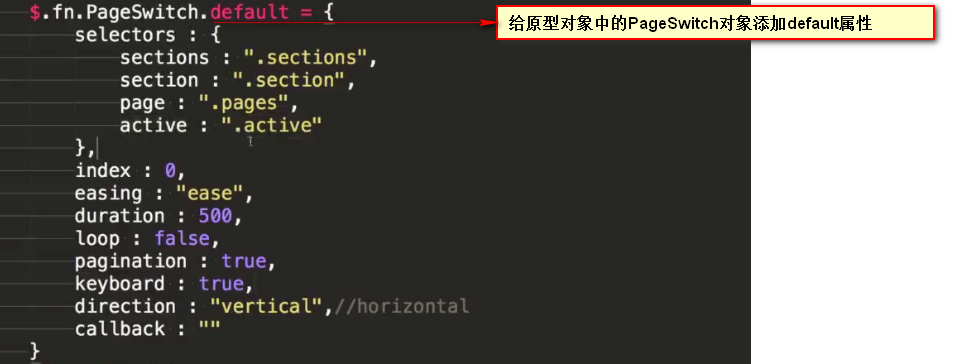 $.fn.PageSwitch.default = {
给原型对象中的PageSwitch对象添加default属性
selectors : {
sections : ".sections",
section : ".section",
page : ".pages",
active : ".active"
},
index : 0,
easing : "ease",
duration : 500,
loop : false,
pagination : true,
keyboard : true,
direction : "vertical",//horizontal
callback : ""
}